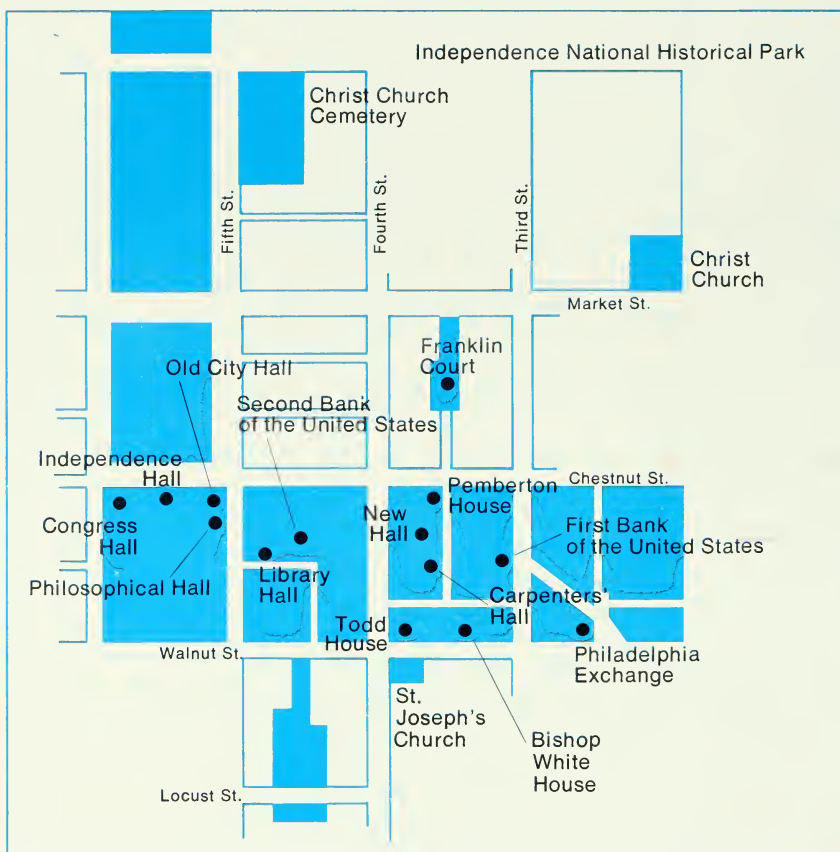 Independence National Historical Park
Christ Church
Cemetery
Fifth St.
Fourth St.
Third St.
Christ
Church
Market St.
Franklin
Court
Old City Hall
Second Bank
of the United States
Independence
Hall
Chestnut St.
Pemberton
House
New
Hall
Congress
Hall
First Bank
of the United States
Philosophical Hall
Library
Hall
Carpenters'
Hall
Todd
House
Walnut St.
Philadelphia
Exchange
St.
Joseph's
Church
Bishop
White
House
Locust St.